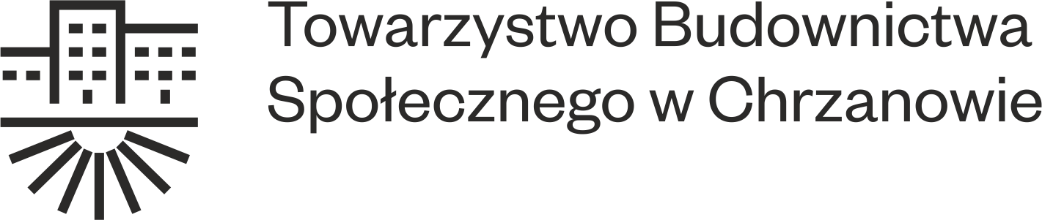 Towarzystwo Budownictwa
Społecznego w Chrzanowie